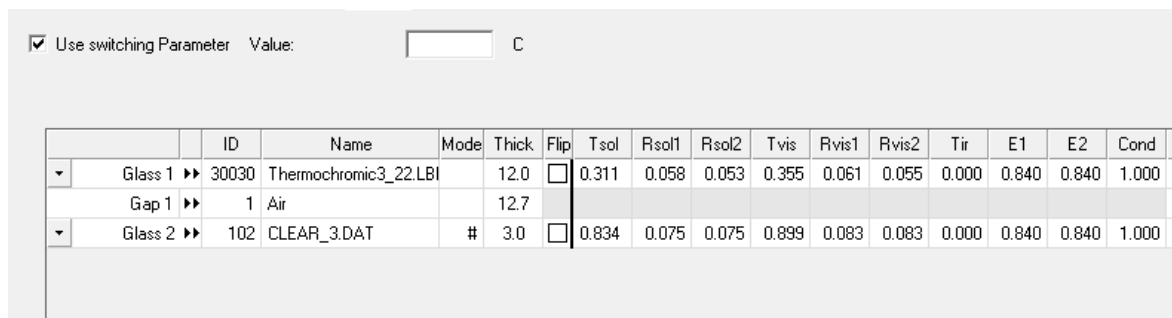 Use switching Parameter Value: C
ID Name Mode Thick Flip Tsol Rsol1 Rsol2 Tvis Rvis1 Rvis2 Tir E1 E2 Cond
Glass 1 30030 Thermochromic3_22.LBI 12.0 0.311 0.058 0.053 0.355 0.061 0.055 0.000 0.840 0.840 1.000
Gap 1 1 Air 12.7
Glass 2 102 CLEAR_3.DAT # 3.0 0.834 0.075 0.075 0.899 0.083 0.083 0.000 0.840 0.840 1.000